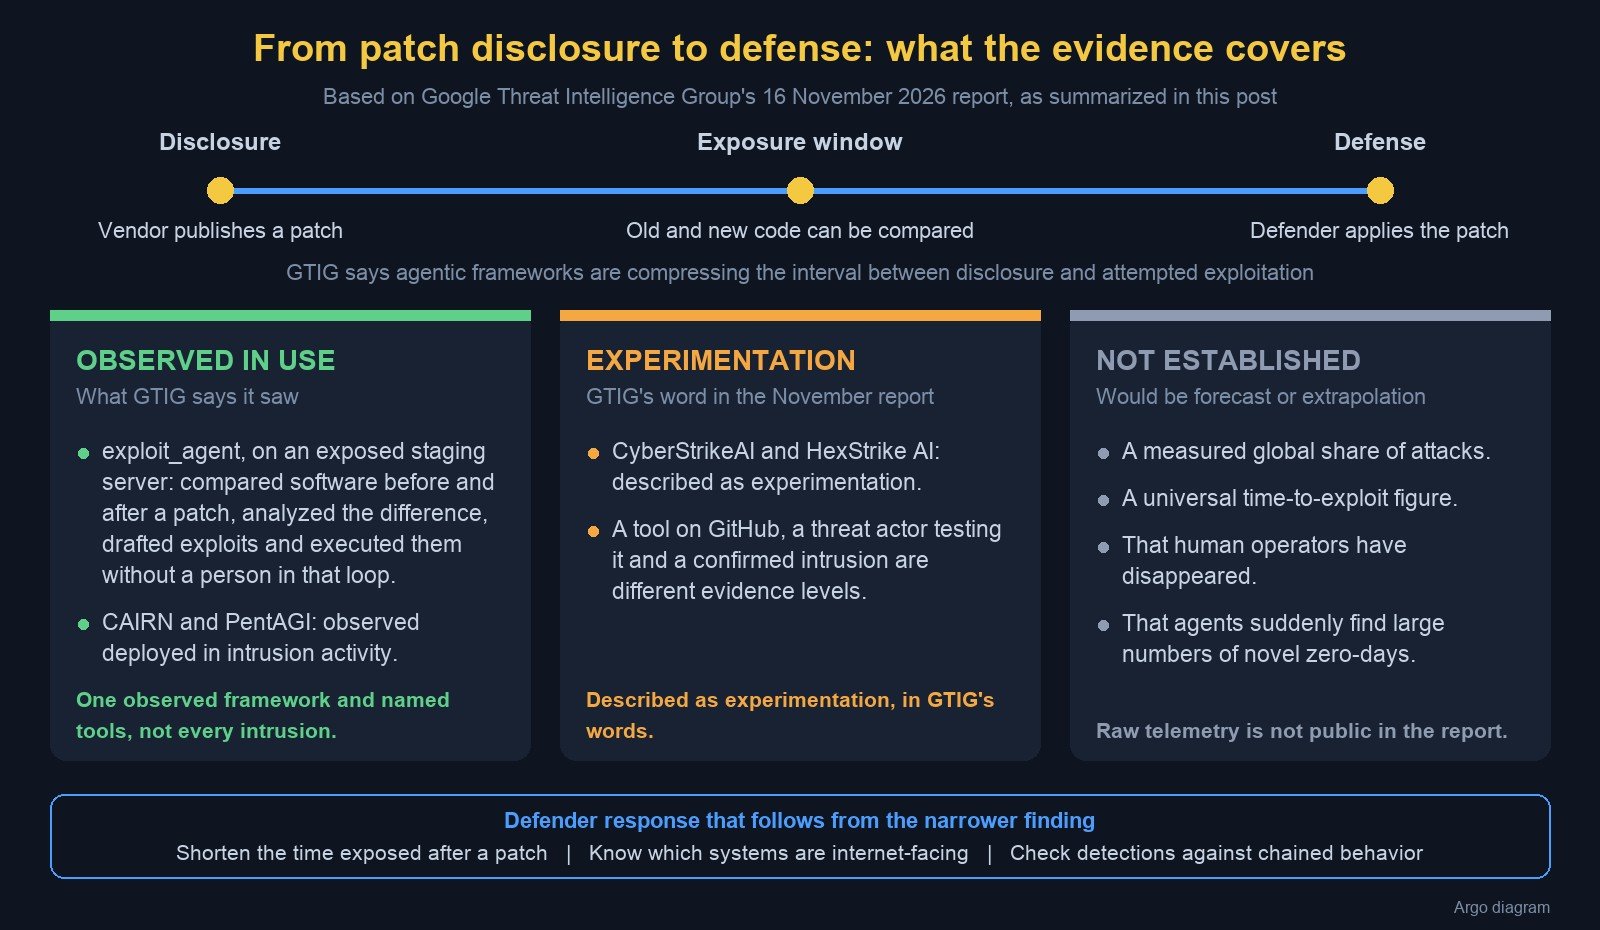 From patch disclosure to defense: what the evidence covers
Based on Google Threat Intelligence Group's 16 November 2026 report, as summarized in this post
Disclosure
Exposure window
Defense
Vendor publishes a patch
Old and new code can be compared
Defender applies the patch
GTIG says agentic frameworks are compressing the interval between disclosure and attempted exploitation
OBSERVED IN USE
What GTIG says it saw
exploit_agent, on an exposed staging
server: compared software before and
after a patch, analyzed the difference,
drafted exploits and executed them
without a person in that loop.
CAIRN and PentAGI: observed
deployed in intrusion activity.
One observed framework and named
tools, not every intrusion.
EXPERIMENTATION
GTIG's word in the November report
CyberStrikeAI and HexStrike AI:
described as experimentation.
A tool on GitHub, a threat actor testing
it and a confirmed intrusion are
different evidence levels.
Described as experimentation, in GTIG's
words.
NOT ESTABLISHED
Would be forecast or extrapolation
A measured global share of attacks.
A universal time-to-exploit figure.
That human operators have
disappeared.
That agents suddenly find large
numbers of novel zero-days.
Raw telemetry is not public in the report.
Defender response that follows from the narrower finding
Shorten the time exposed after a patch | Know which systems are internet-facing | Check detections against chained behavior
Argo diagram